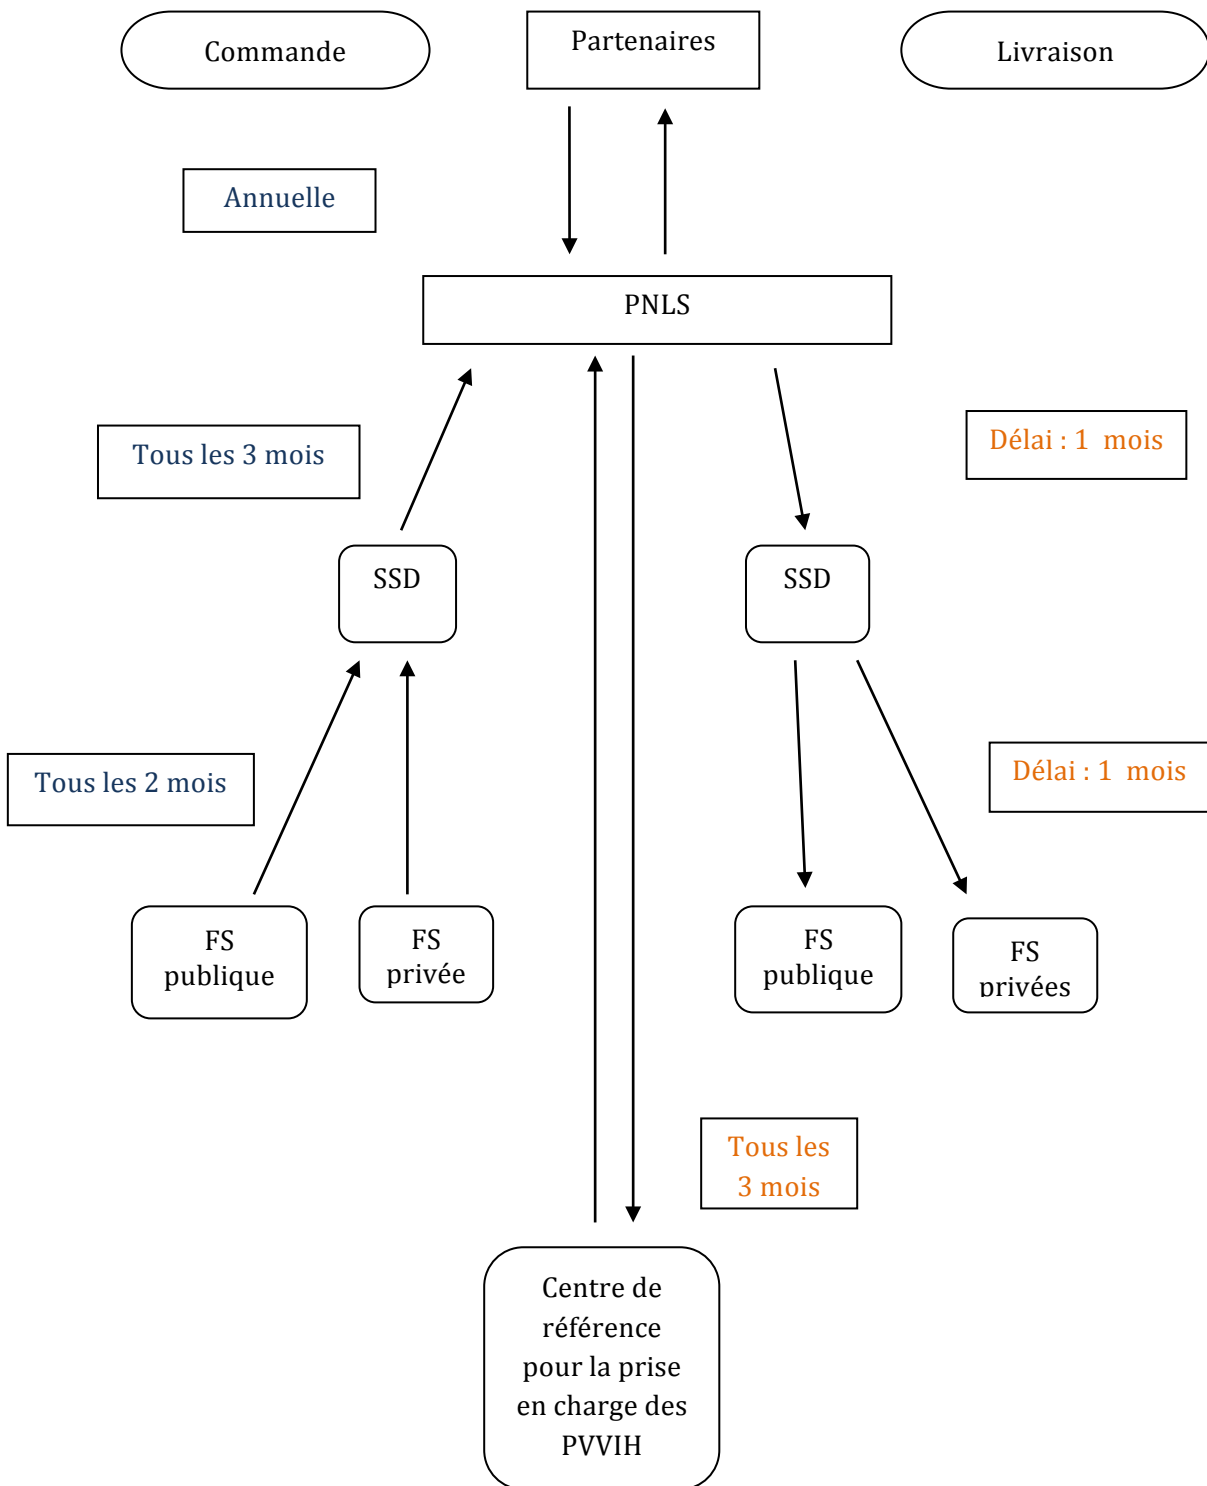 Commande
Partenaires
Livraison
Annuelle
PNLS
Tous les 3 mois
Délai : 1 mois
SSD
SSD
Tous les 2 mois
Délai : 1 mois
FS
publique
FS
privée
FS
publique
FS
privées
Tous les
3 mois
Centre de
référence
pour la prise
en charge des
PVVIH